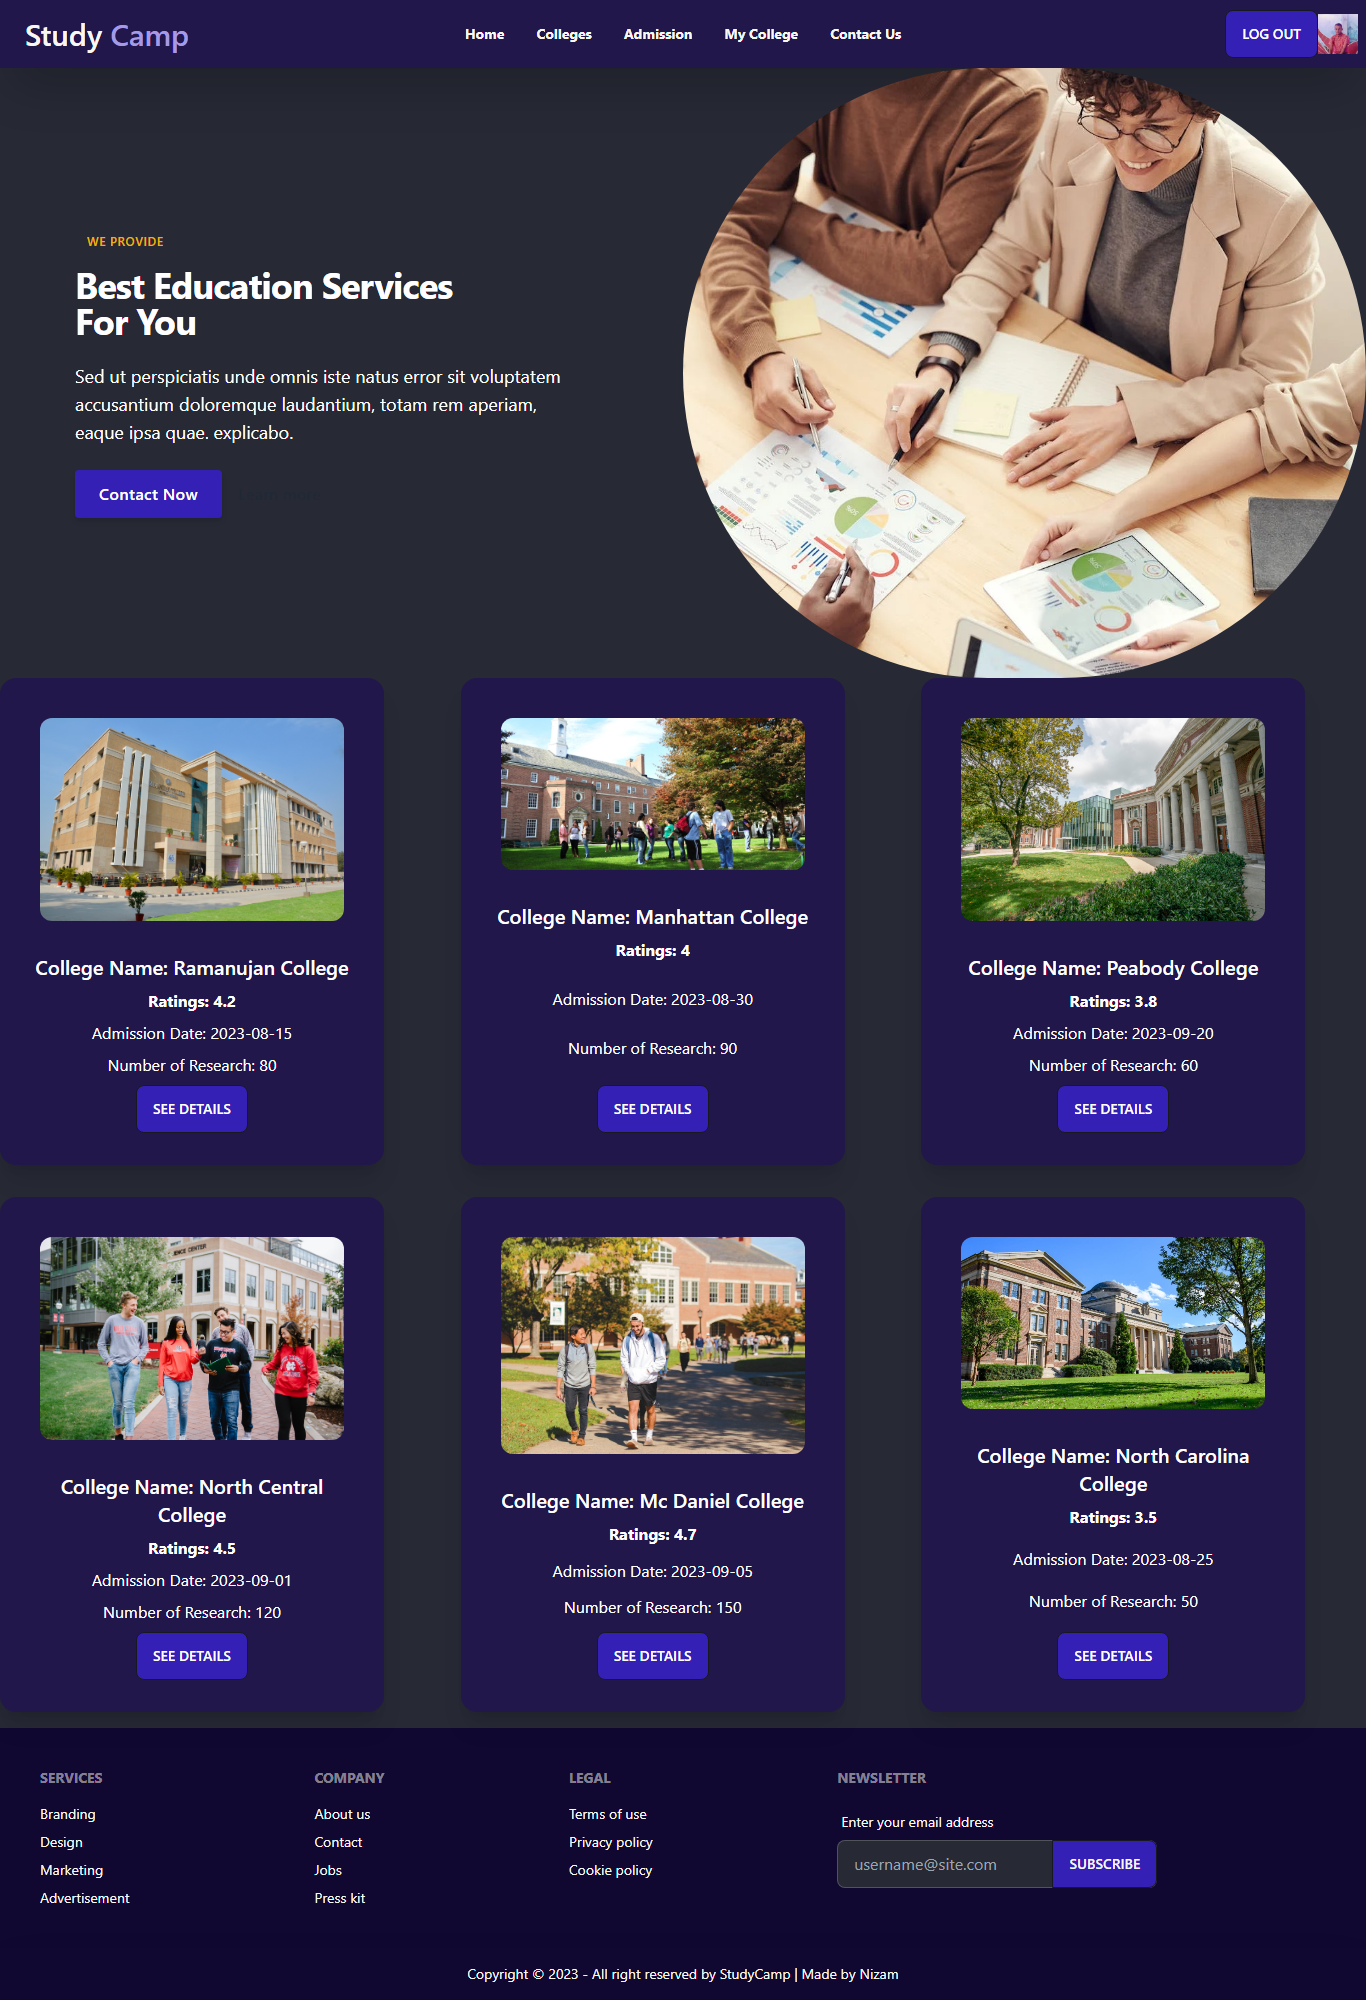 Study Camp
Home
Colleges
Admission
My College
Contact Us
LOG OUT
WE PROVIDE
Best Education Services
For You
Sed ut perspiciatis unde omnis iste natus error sit voluptatem
accusantium doloremque laudantium, totam rem aperiam,
eaque ipsa quae. explicabo.
Contact Now
College Name: Ramanujan College
Ratings: 4.2
Admission Date: 2023-08-15
Number of Research: 80
SEE DETAILS
College Name: Manhattan College
Ratings: 4
Admission Date: 2023-08-30
Number of Research: 90
SEE DETAILS
College Name: Peabody College
Ratings: 3.8
Admission Date: 2023-09-20
Number of Research: 60
SEE DETAILS
College Name: North Central
College
Ratings: 4.5
Admission Date: 2023-09-01
Number of Research: 120
SEE DETAILS
College Name: Mc Daniel College
Ratings: 4.7
Admission Date: 2023-09-05
Number of Research: 150
SEE DETAILS
College Name: North Carolina
College
Ratings: 3.5
Admission Date: 2023-08-25
Number of Research: 50
SEE DETAILS
SERVICES
Branding
Design
Marketing
Advertisement
COMPANY
About us
Contact
Jobs
Press kit
LEGAL
Terms of use
Privacy policy
Cookie policy
NEWSLETTER
Enter your email address
username@site.com
SUBSCRIBE
Copyright © 2023 - All right reserved by StudyCamp | Made by Nizam